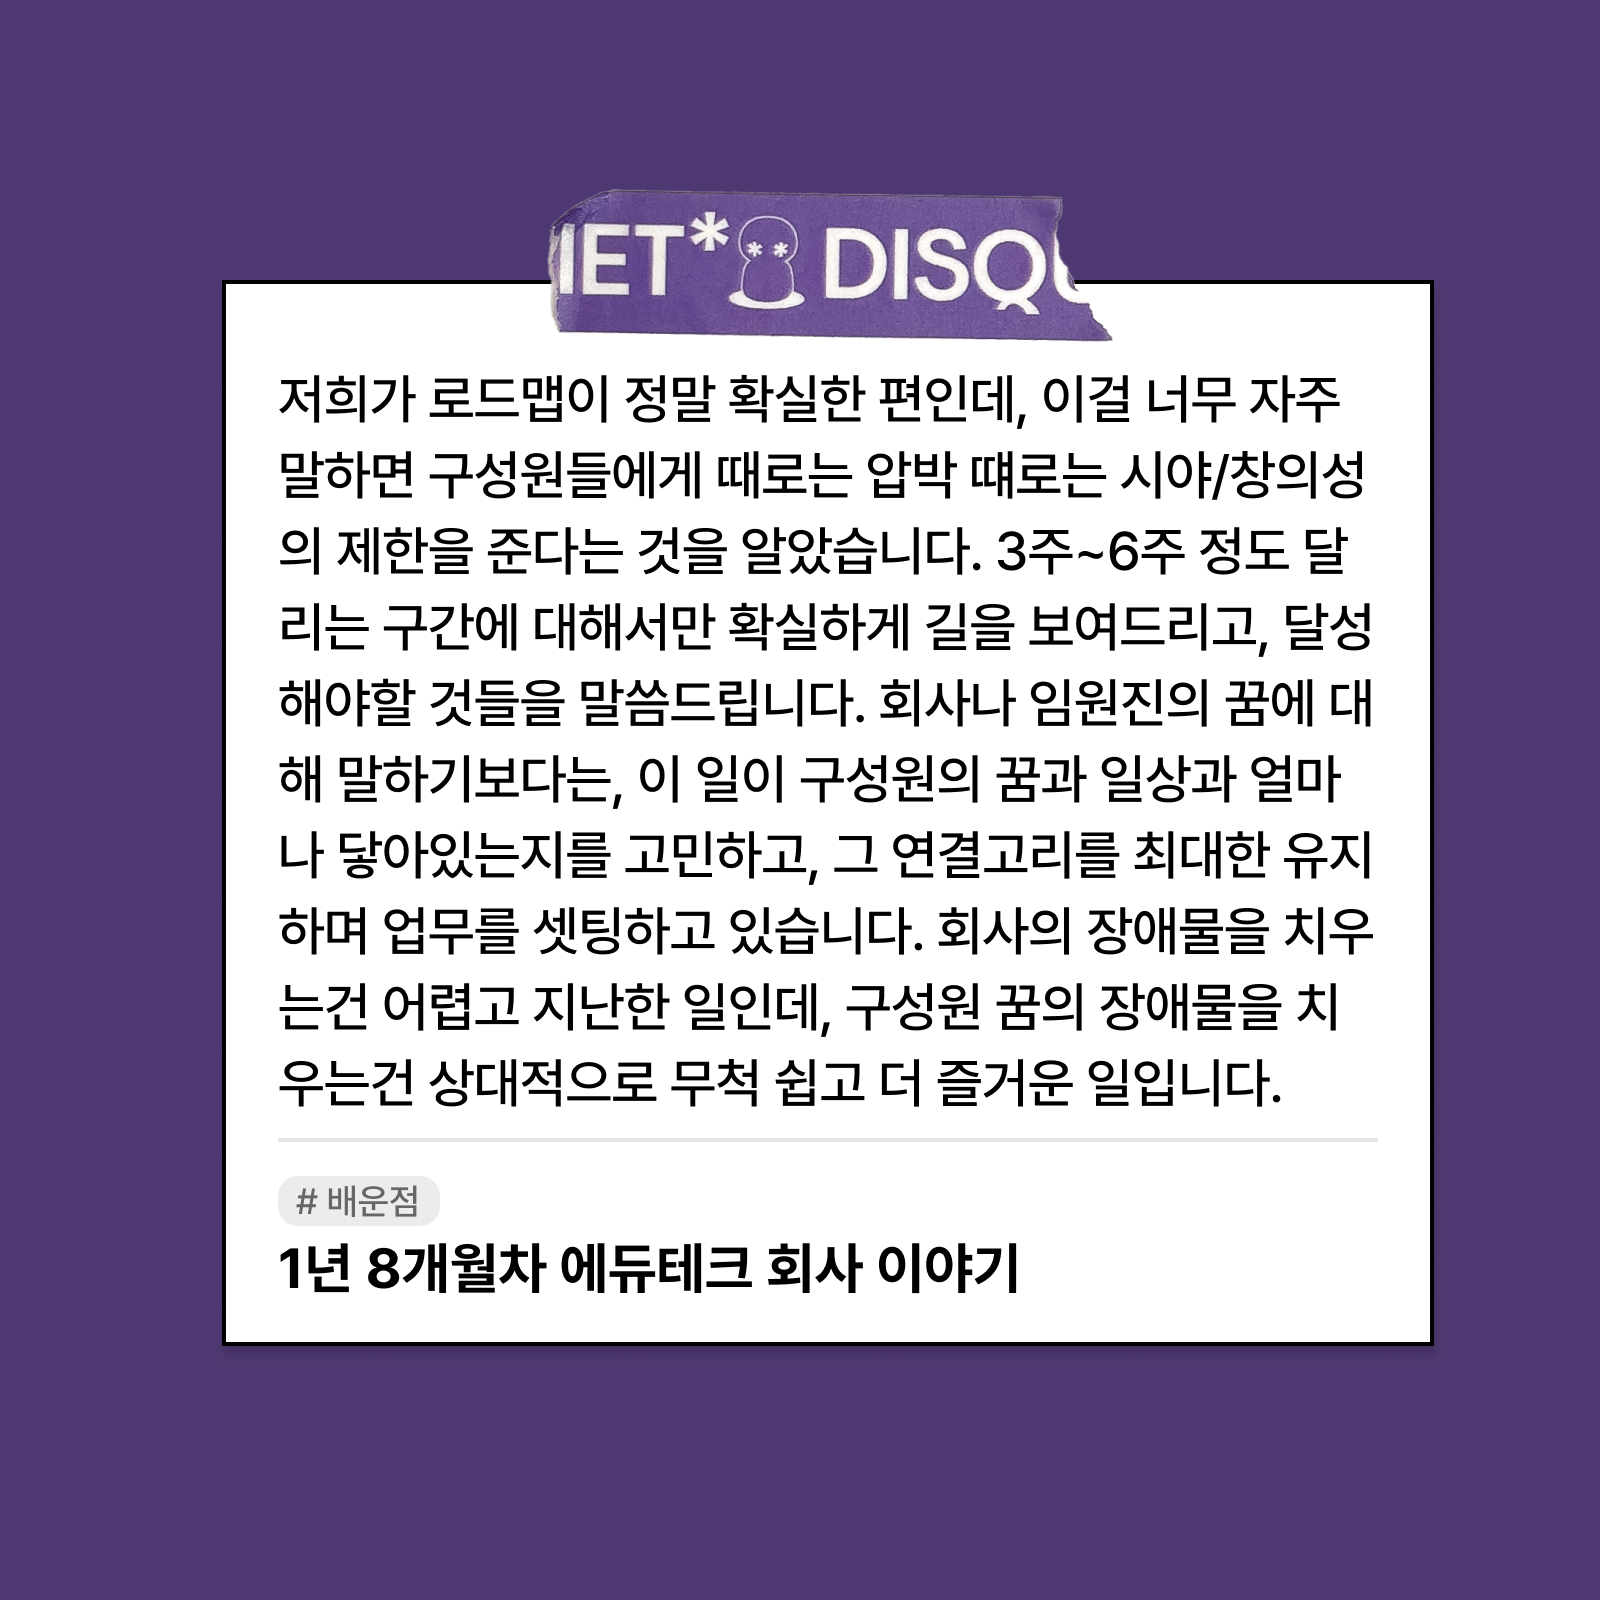 IET* DISQU
저희가 로드맵이 정말 확실한 편인데, 이걸 너무 자주
말하면 구성원들에게 때로는 압박 떄로는 시야/창의성
의 제한을 준다는 것을 알았습니다. 3주~6주 정도 달
리는 구간에 대해서만 확실하게 길을 보여드리고, 달성
해야할 것들을 말씀드립니다. 회사나 임원진의 꿈에 대
해 말하기보다는, 이 일이 구성원의 꿈과 일상과 얼마
나 닿아있는지를 고민하고, 그 연결고리를 최대한 유지
하며 업무를 셋팅하고 있습니다. 회사의 장애물을 치우
는건 어렵고 지난한 일인데, 구성원 꿈의 장애물을 치
우는건 상대적으로 무척 쉽고 더 즐거운 일입니다.
# 배운점
1년 8개월차 에듀테크 회사 이야기